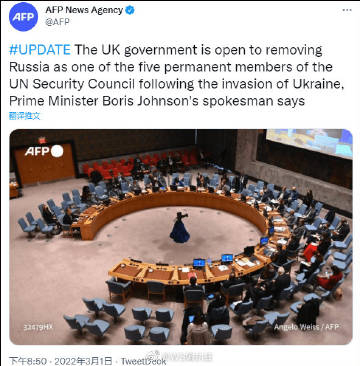 AFP
AFP News Agency
@AFP
#UPDATE The UK government is open to removing
Russia as one of the five permanent members of the
UN Security Council following the invasion of Ukraine,
Prime Minister Boris Johnson's spokesman says
翻译推文
AFP
32479HX
Angelo Weiss / AFP
下午8:50 · 2022年3月1日 · TweetDeck